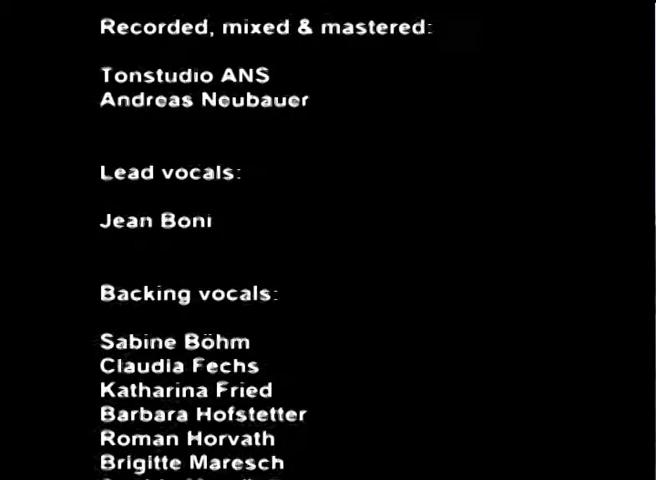 Recorded, mixed & mastered:
Tonstudio ANS
Andreas Neubauer
Lead vocals:
Jean Boni
Backing vocals:
Sabine Böhm
Claudia Fechs
Katharina Fried
Barbara Hofstetter
Roman Horvath
Brigitte Maresch